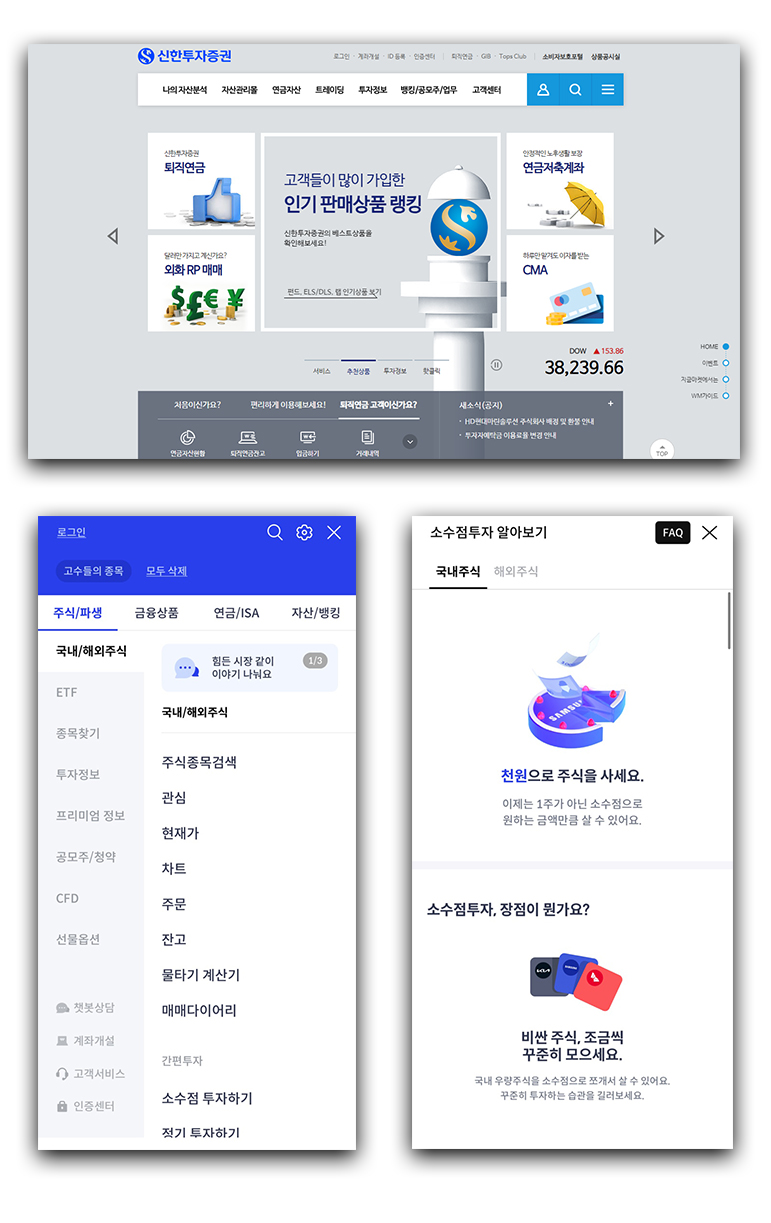 신한투자증권
로그인 · 계좌개설 · ID 등록 · 인증센터 퇴직연금 · GIB · Tops Club 소비자보호포털 상품공시실
나의 자산분석 자산관리몰 연금자산 트레이딩 투자정보 뱅킹/공모주/업무 고객센터
신한투자증권
퇴직연금
달러만 가지고 계신가요?
외화 RP 매매
고객들이 많이 가입한
인기 판매상품 랭킹
신한투자증권의 베스트상품을
확인해보세요!
펀드, ELS/DLS, 랩 인기상품 보기
안정적인 노후생활 보장
연금저축계좌
하루만 맡겨도 이자를 받는
CMA
서비스 추천상품 투자정보 핫클릭
DOW ▲ 153.86
38,239.66
HOME
이벤트
지금마켓에서는
WM가이드
TOP
처음이신가요? 편리하게 이용해보세요! 퇴직연금 고객이신가요?
연금자산현황 퇴직연금잔고 입금하기 거래내역
새소식(공지) +
· HD현대마린솔루션 주식회사 배정 및 환불 안내
· 투자자예탁금 이용료율 변경 안내
로그인
고수들의 종목 모두 삭제
주식/파생 금융상품 연금/ISA 자산/뱅킹
국내/해외주식
ETF
종목찾기
투자정보
프리미엄 정보
공모주/청약
CFD
선물옵션
챗봇상담
계좌개설
고객서비스
인증센터
힘든 시장 같이
이야기 나눠요
1/3
국내/해외주식
주식종목검색
관심
현재가
차트
주문
잔고
물타기 계산기
매매다이어리
간편투자
소수점 투자하기
정기 투자하기
소수점투자 알아보기 FAQ
국내주식 해외주식
SAMSU
천원으로 주식을 사세요.
이제는 1주가 아닌 소수점으로
원하는 금액만큼 살 수 있어요.
소수점투자, 장점이 뭔가요?
KIA SAMSUNG
비싼 주식, 조금씩
꾸준히 모으세요.
국내 우량주식을 소수점으로 쪼개서 살 수 있어요.
꾸준히 투자하는 습관을 길러보세요.